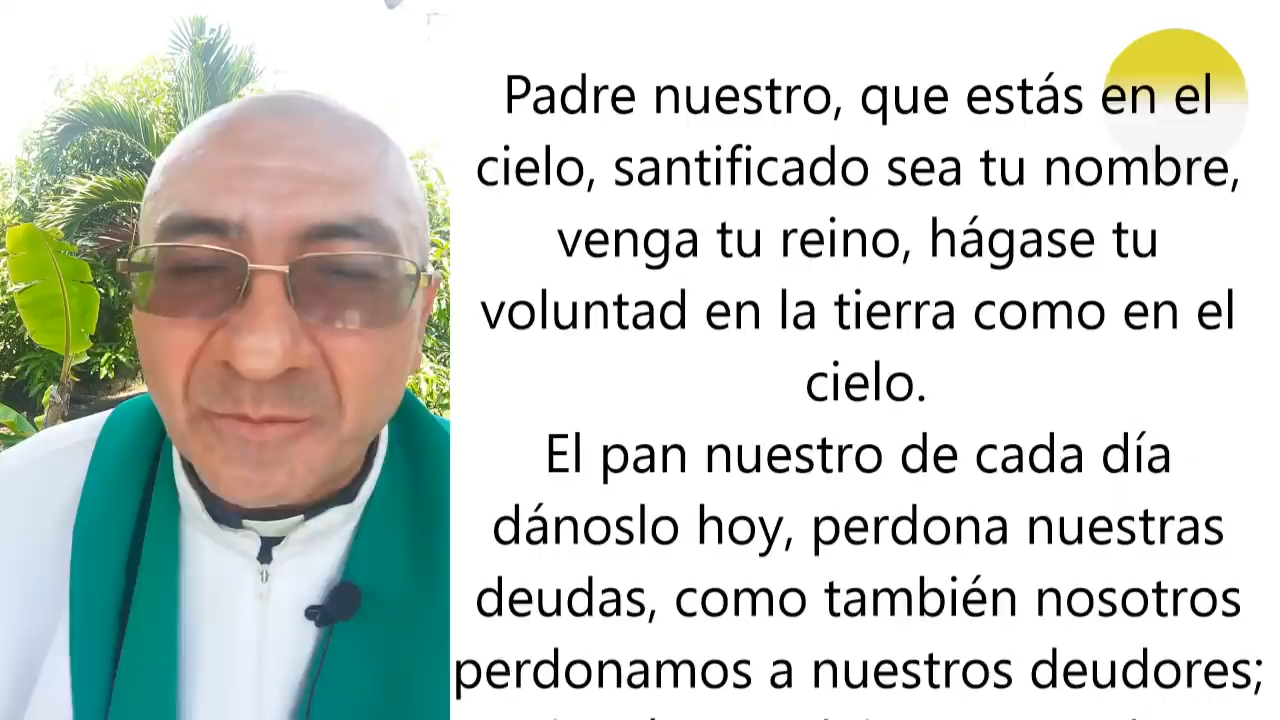 Padre nuestro, que estás en el
cielo, santificado sea tu nombre,
venga tu reino, hágase tu
voluntad en la tierra como en el
cielo.
El pan nuestro de cada día
dánoslo hoy, perdona nuestras
deudas, como también nosotros
perdonamos a nuestros deudores;